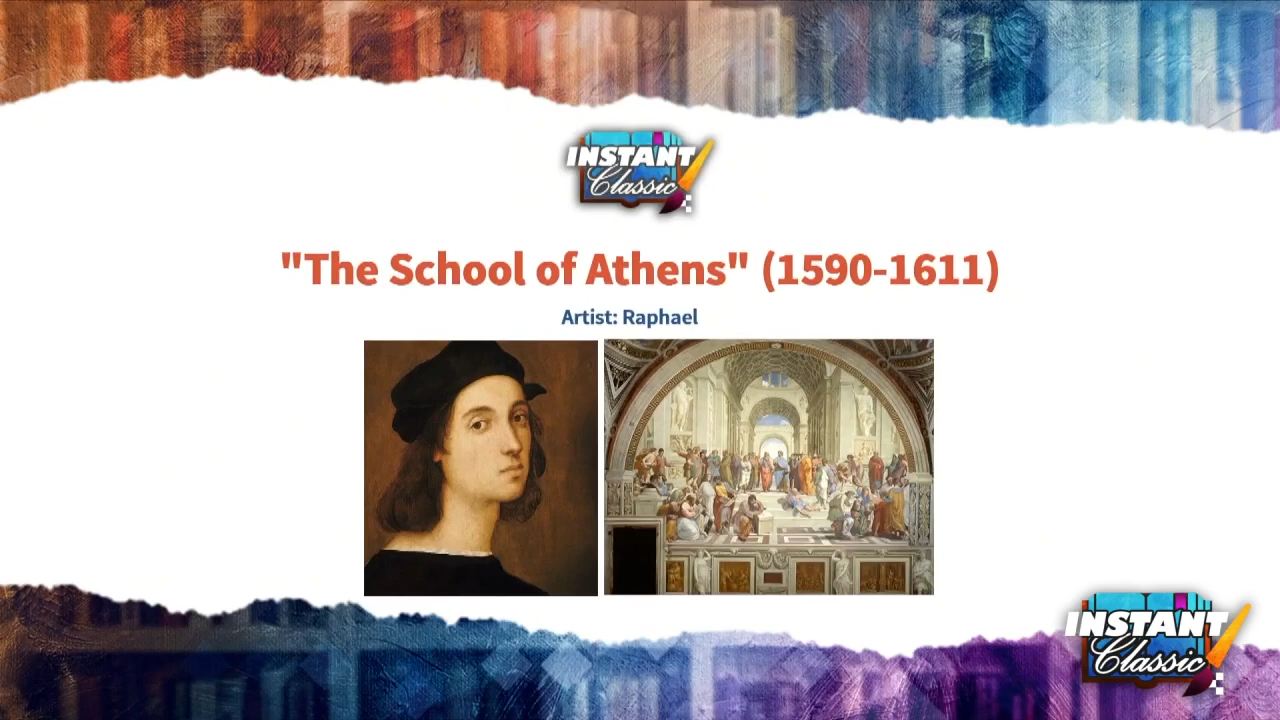 INSTANT
Classic
"The School of Athens" (1590-1611)
Artist: Raphael
INSTANT
Classic